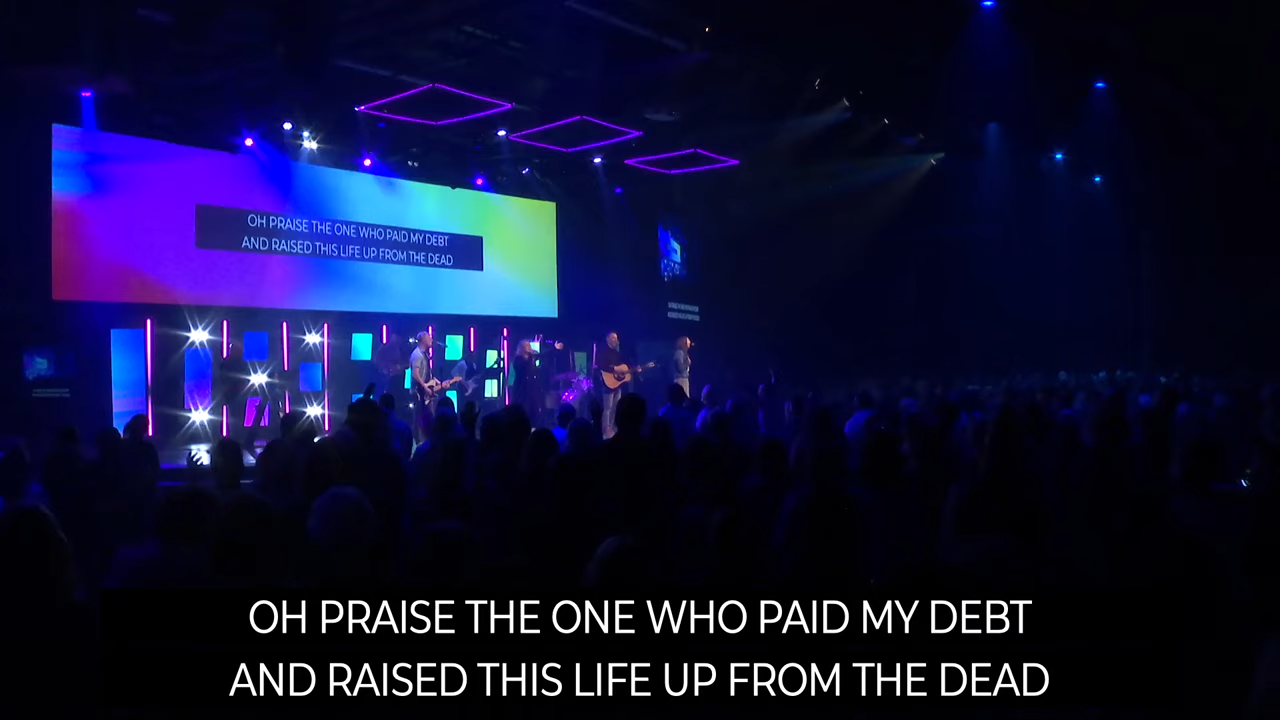 OH PRAISE THE ONE WHO PAID MY DEBT
AND RAISED THIS LIFE UP FROM THE DEAD
OH PRAISE THE ONE WHO PAID MY DEBT
AND RAISED THIS LIFE UP FROM THE DEAD